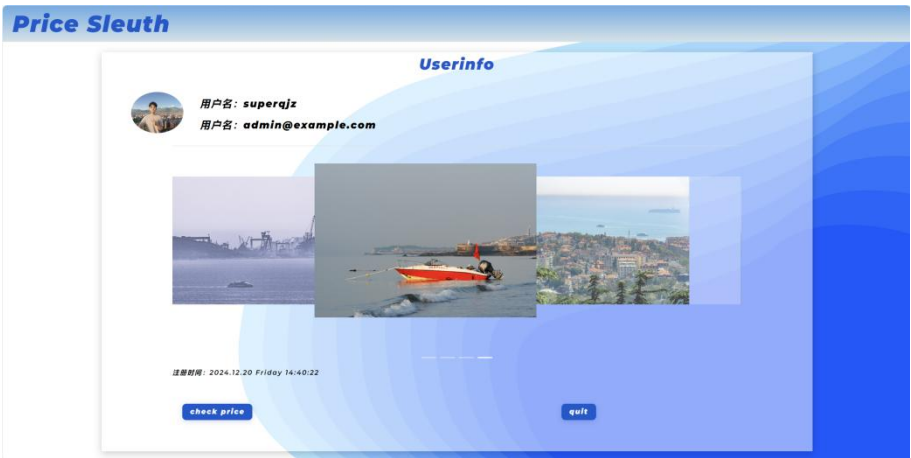 Price Sleuth
Userinfo
用户名：superqjz
用户名：admin@example.com
注册时间：2024.12.20 Friday 14:40:22
check price
quit